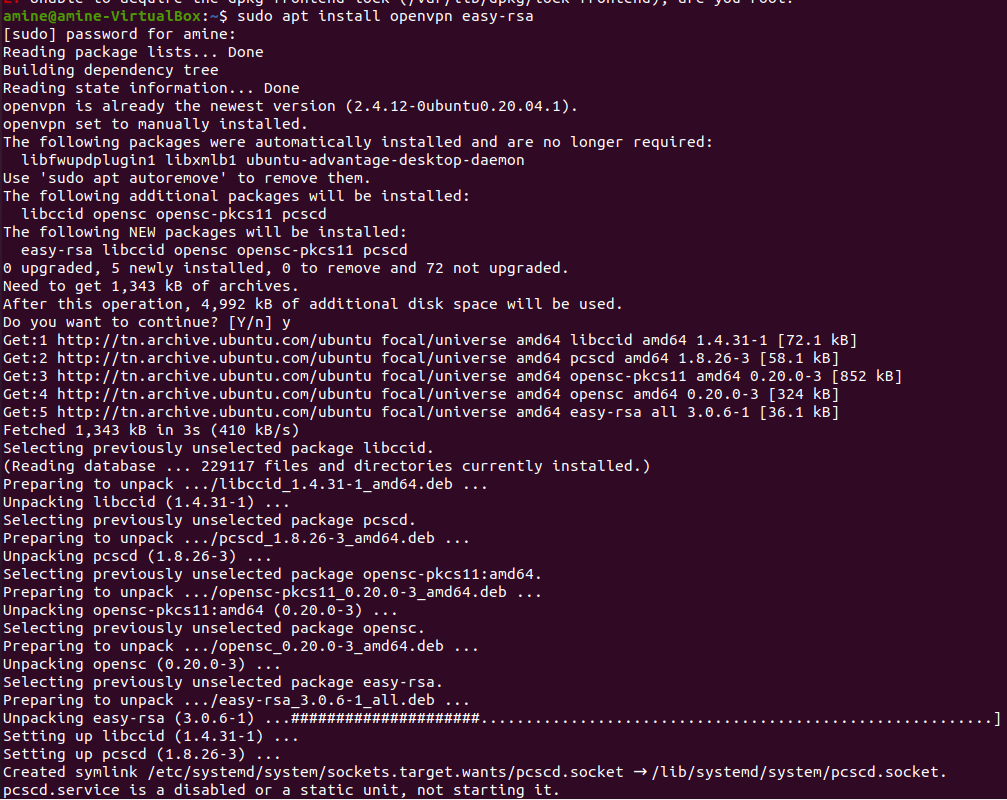 E: Unable to acquire the dpkg frontend lock (/var/lib/dpkg/lock-frontend), are you root?
amine@amine-VirtualBox:~$ sudo apt install openvpn easy-rsa
[sudo] password for amine:
Reading package lists... Done
Building dependency tree
Reading state information... Done
openvpn is already the newest version (2.4.12-0ubuntu0.20.04.1).
openvpn set to manually installed.
The following packages were automatically installed and are no longer required:
  libfwupdplugin1 libxmlb1 ubuntu-advantage-desktop-daemon
Use 'sudo apt autoremove' to remove them.
The following additional packages will be installed:
  libccid opensc opensc-pkcs11 pcscd
The following NEW packages will be installed:
  easy-rsa libccid opensc opensc-pkcs11 pcscd
0 upgraded, 5 newly installed, 0 to remove and 72 not upgraded.
Need to get 1,343 kB of archives.
After this operation, 4,992 kB of additional disk space will be used.
Do you want to continue? [Y/n] y
Get:1 http://tn.archive.ubuntu.com/ubuntu focal/universe amd64 libccid amd64 1.4.31-1 [72.1 kB]
Get:2 http://tn.archive.ubuntu.com/ubuntu focal/universe amd64 pcscd amd64 1.8.26-3 [58.1 kB]
Get:3 http://tn.archive.ubuntu.com/ubuntu focal/universe amd64 opensc-pkcs11 amd64 0.20.0-3 [852 kB]
Get:4 http://tn.archive.ubuntu.com/ubuntu focal/universe amd64 opensc amd64 0.20.0-3 [324 kB]
Get:5 http://tn.archive.ubuntu.com/ubuntu focal/universe amd64 easy-rsa all 3.0.6-1 [36.1 kB]
Fetched 1,343 kB in 3s (410 kB/s)
Selecting previously unselected package libccid.
(Reading database ... 229117 files and directories currently installed.)
Preparing to unpack .../libccid_1.4.31-1_amd64.deb ...
Unpacking libccid (1.4.31-1) ...
Selecting previously unselected package pcscd.
Preparing to unpack .../pcscd_1.8.26-3_amd64.deb ...
Unpacking pcscd (1.8.26-3) ...
Selecting previously unselected package opensc-pkcs11:amd64.
Preparing to unpack .../opensc-pkcs11_0.20.0-3_amd64.deb ...
Unpacking opensc-pkcs11:amd64 (0.20.0-3) ...
Selecting previously unselected package opensc.
Preparing to unpack .../opensc_0.20.0-3_amd64.deb ...
Unpacking opensc (0.20.0-3) ...
Selecting previously unselected package easy-rsa.
Preparing to unpack .../easy-rsa_3.0.6-1_all.deb ...
Unpacking easy-rsa (3.0.6-1) ...#####################.........................................................]
Setting up libccid (1.4.31-1) ...
Setting up pcscd (1.8.26-3) ...
Created symlink /etc/systemd/system/sockets.target.wants/pcscd.socket → /lib/systemd/system/pcscd.socket.
pcscd.service is a disabled or a static unit, not starting it.